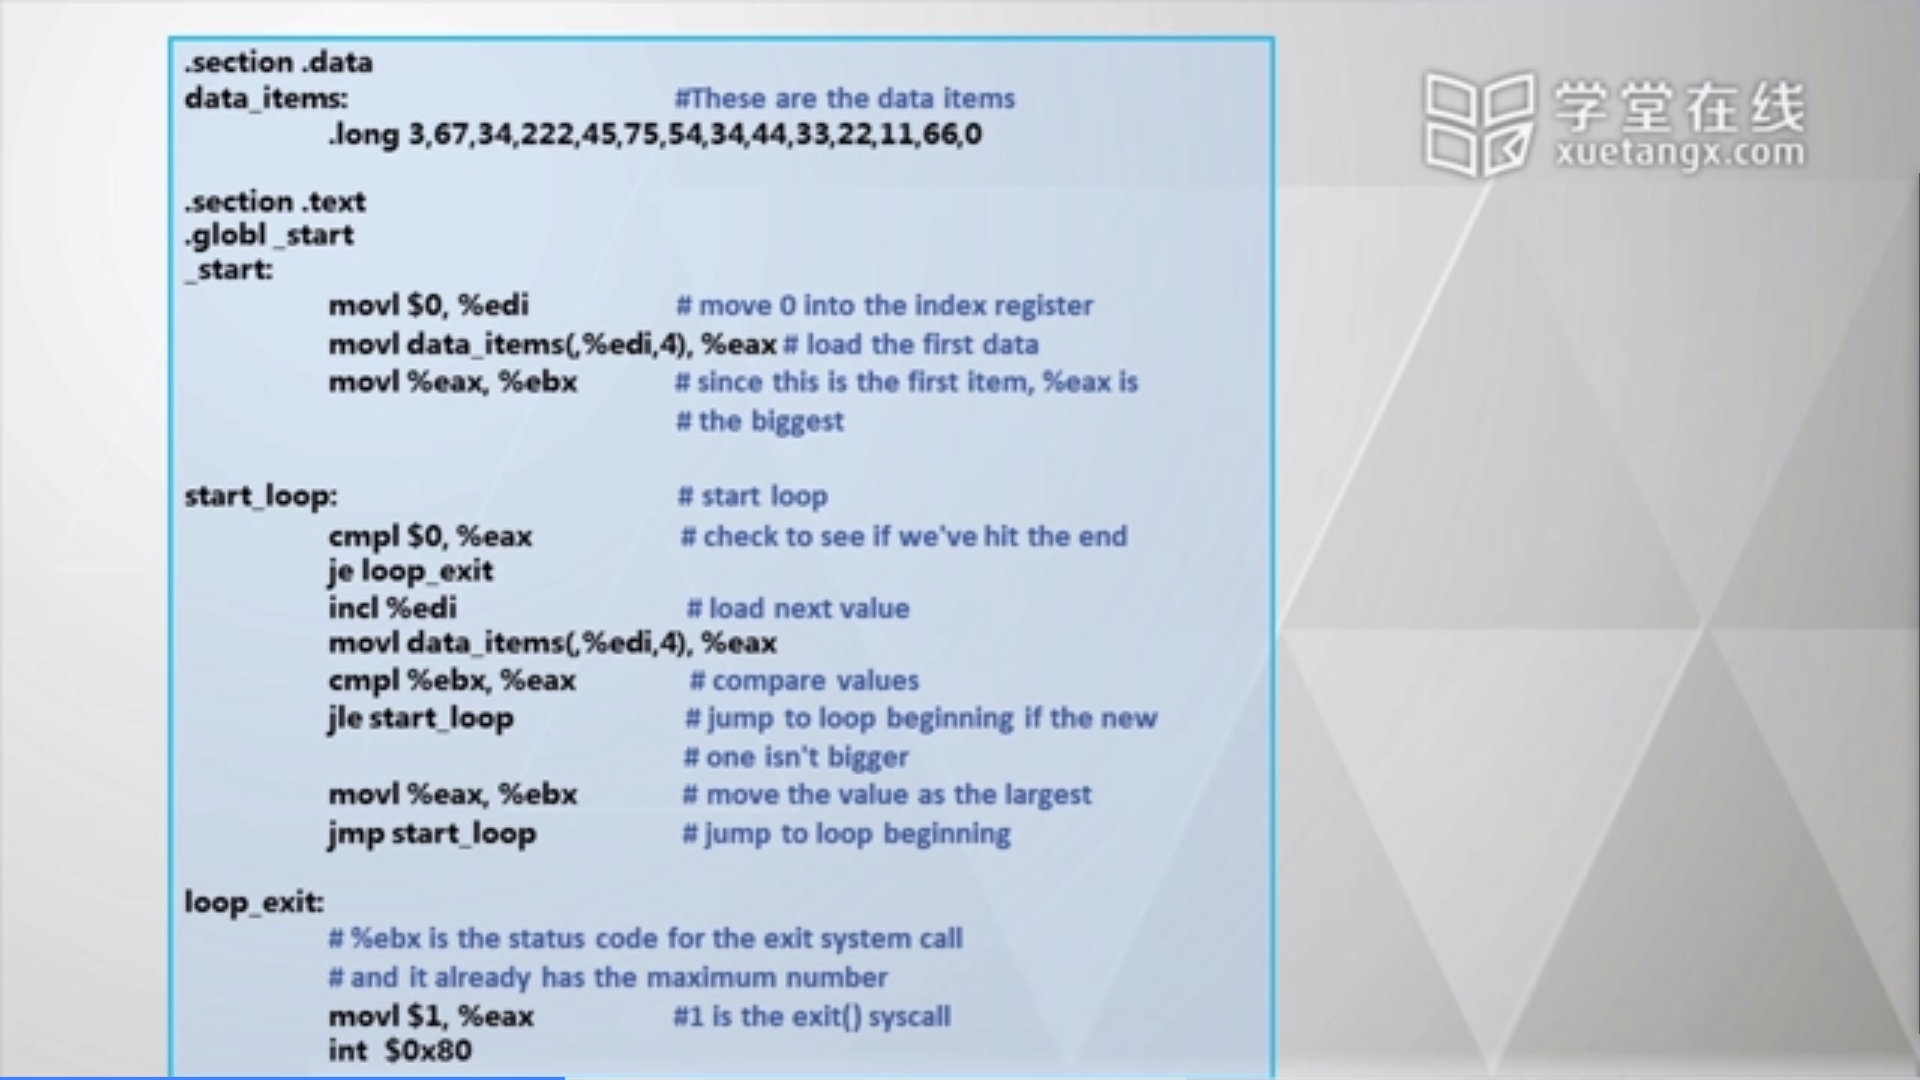 .section .data
data_items: #These are the data items
.long 3,67,34,222,45,75,54,34,44,33,22,11,66,0
.section .text
.globl _start
_start:
movl $0, %edi # move 0 into the index register
movl data_items(,%edi,4), %eax # load the first data
movl %eax, %ebx # since this is the first item, %eax is
# the biggest
start_loop: # start loop
cmpl $0, %eax # check to see if we've hit the end
je loop_exit
incl %edi # load next value
movl data_items(,%edi,4), %eax
cmpl %ebx, %eax # compare values
jle start_loop # jump to loop beginning if the new
# one isn't bigger
movl %eax, %ebx # move the value as the largest
jmp start_loop # jump to loop beginning
loop_exit:
# %ebx is the status code for the exit system call
# and it already has the maximum number
movl $1, %eax #1 is the exit() syscall
int $0x80
学堂在线
xuetangx.com